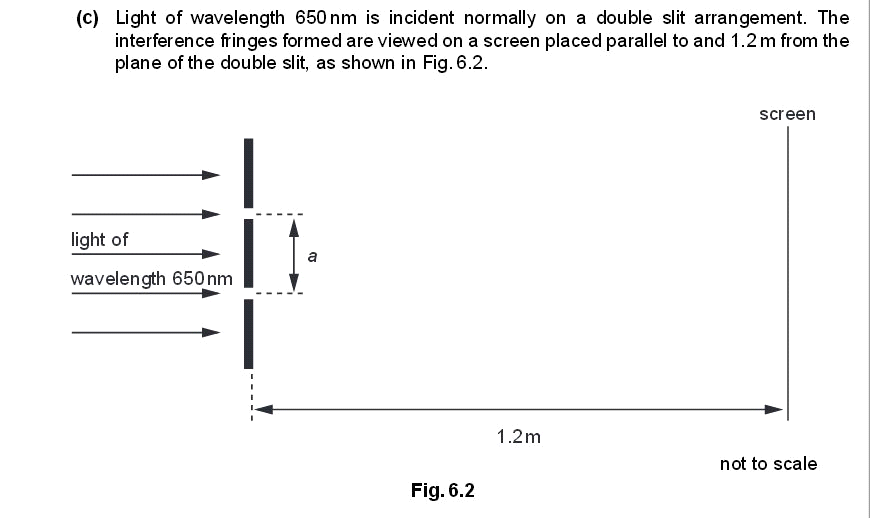 (c) Light of wavelength 650 nm is incident normally on a double slit arrangement. The
interference fringes formed are viewed on a screen placed parallel to and 1.2 m from the
plane of the double slit, as shown in Fig. 6.2.
screen
light of
a
wavelength 650 nm
1.2 m
not to scale
Fig. 6.2